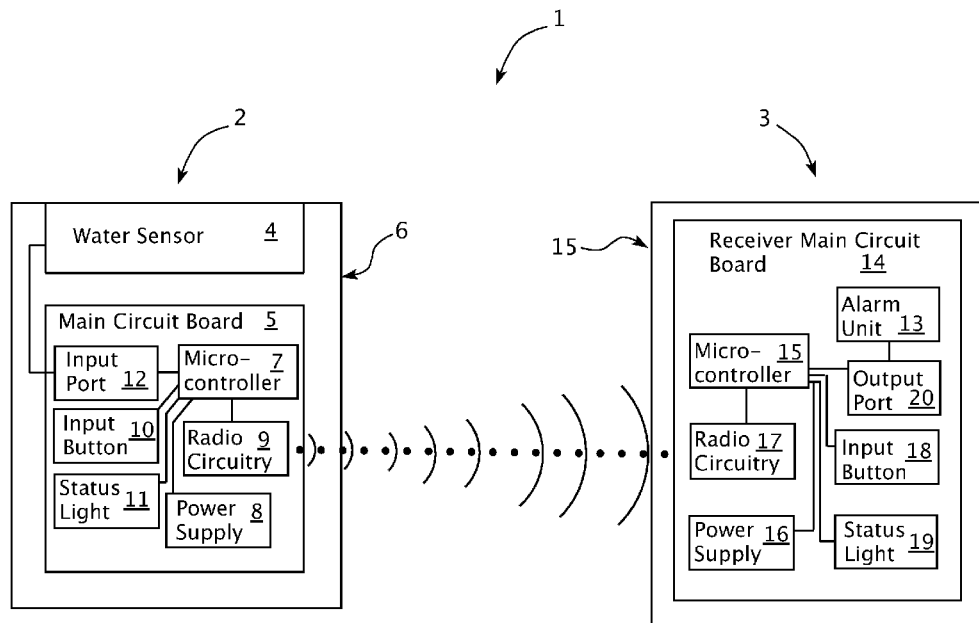 1
2
3
Water Sensor 4
6
Main Circuit Board 5
Input Port 12
Micro-controller 7
Input Button 10
Radio Circuitry 9
Status Light 11
Power Supply 8
15
Receiver Main Circuit
Board 14
Alarm Unit 13
Micro-controller 15
Output Port 20
Radio Circuitry 17
Input Button 18
Power Supply 16
Status Light 19